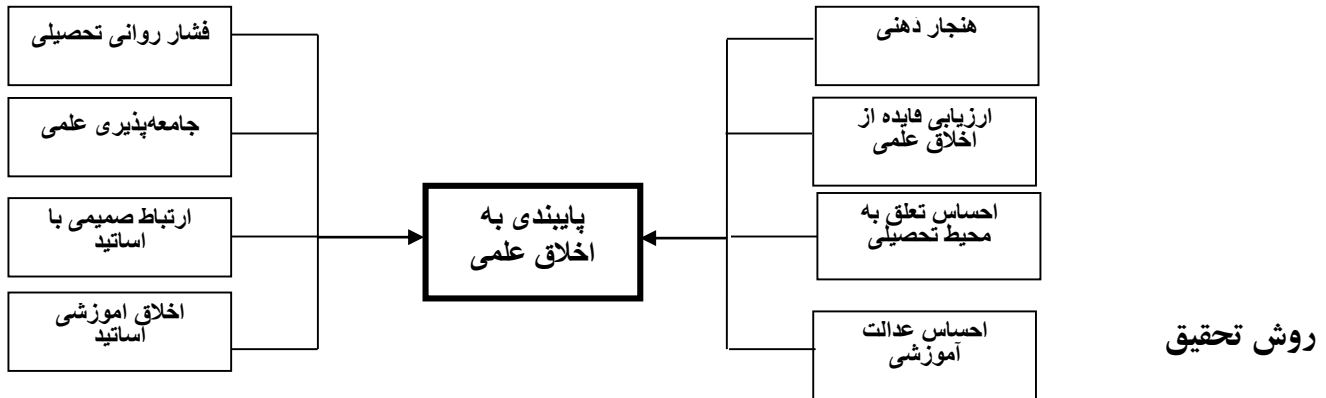 هنجار ذهنی
ارزیابی فایده از
اخلاق علمی
احساس تعلق به
محیط تحصیلی
احساس عدالت
آموزشی
پایبندی به
اخلاق علمی
فشار روانی تحصیلی
جامعه‌پذیری علمی
ارتباط صمیمی با
اساتید
اخلاق اموزشی
اساتید
روش تحقیق